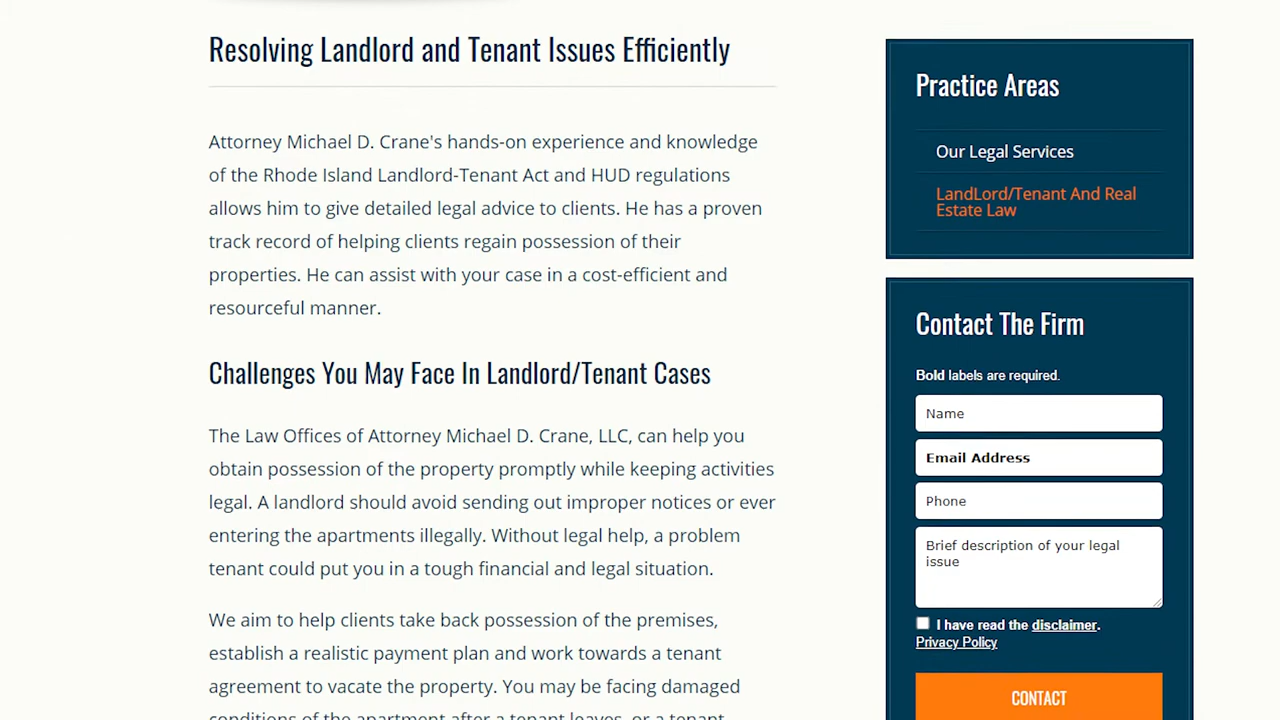 Resolving Landlord and Tenant Issues Efficiently
Attorney Michael D. Crane's hands-on experience and knowledge
of the Rhode Island Landlord-Tenant Act and HUD regulations
allows him to give detailed legal advice to clients. He has a proven
track record of helping clients regain possession of their
properties. He can assist with your case in a cost-efficient and
resourceful manner.
Challenges You May Face In Landlord/Tenant Cases
The Law Offices of Attorney Michael D. Crane, LLC, can help you
obtain possession of the property promptly while keeping activities
legal. A landlord should avoid sending out improper notices or ever
entering the apartments illegally. Without legal help, a problem
tenant could put you in a tough financial and legal situation.
We aim to help clients take back possession of the premises,
establish a realistic payment plan and work towards a tenant
agreement to vacate the property. You may be facing damaged
conditions of the apartment after a tenant leaves, or a tenant
Practice Areas
Our Legal Services
LandLord/Tenant And Real
Estate Law
Contact The Firm
Bold labels are required.
Name
Email Address
Phone
Brief description of your legal
issue
I have read the disclaimer.
Privacy Policy
CONTACT